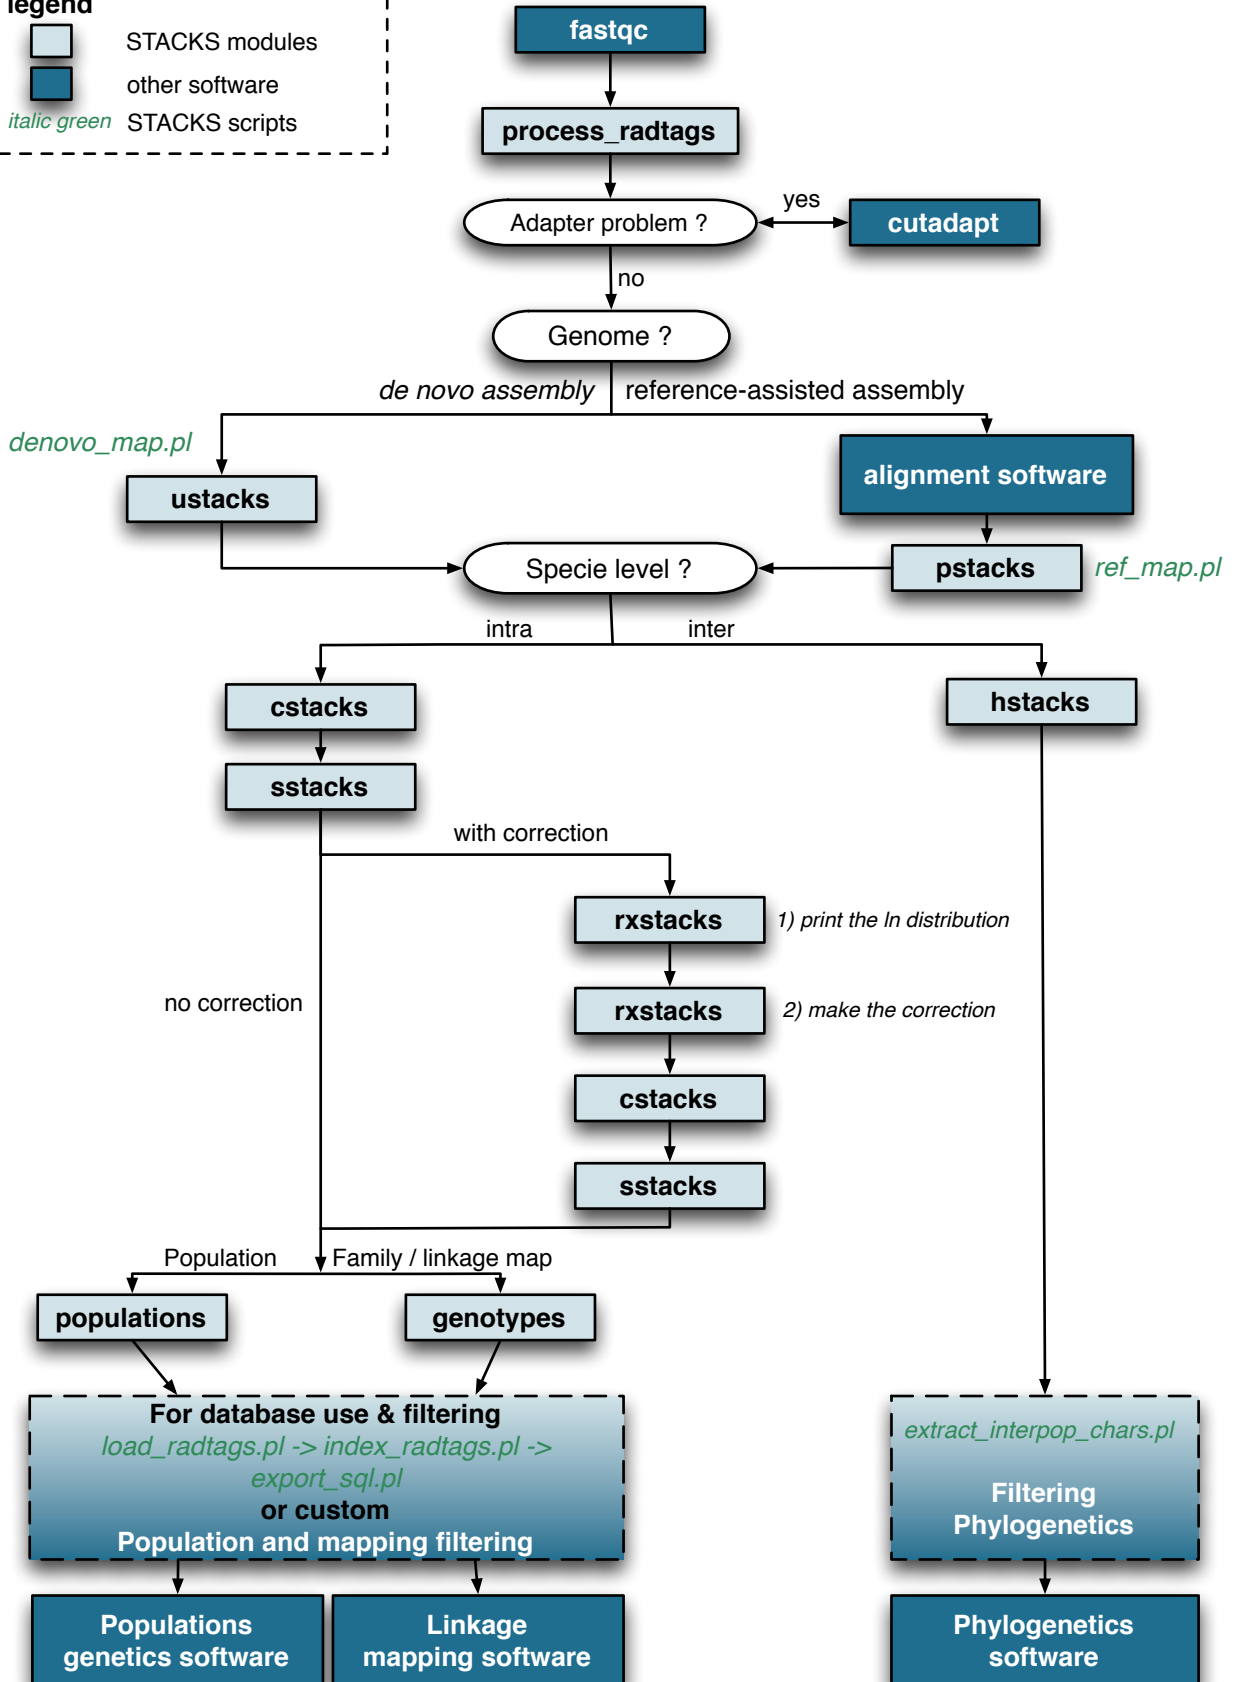 legend
STACKS modules
other software
italic green STACKS scripts
fastqc
process_radtags
Adapter problem ?
yes
cutadapt
no
Genome ?
de novo assembly
reference-assisted assembly
denovo_map.pl
ustacks
alignment software
Specie level ?
pstacks
ref_map.pl
intra
inter
cstacks
hstacks
sstacks
with correction
rxstacks
1) print the ln distribution
no correction
rxstacks
2) make the correction
cstacks
sstacks
Population
Family / linkage map
populations
genotypes
For database use & filtering
load_radtags.pl -> index_radtags.pl ->
export_sql.pl
or custom
Population and mapping filtering
extract_interpop_chars.pl
Filtering
Phylogenetics
Populations
genetics software
Linkage
mapping software
Phylogenetics
software